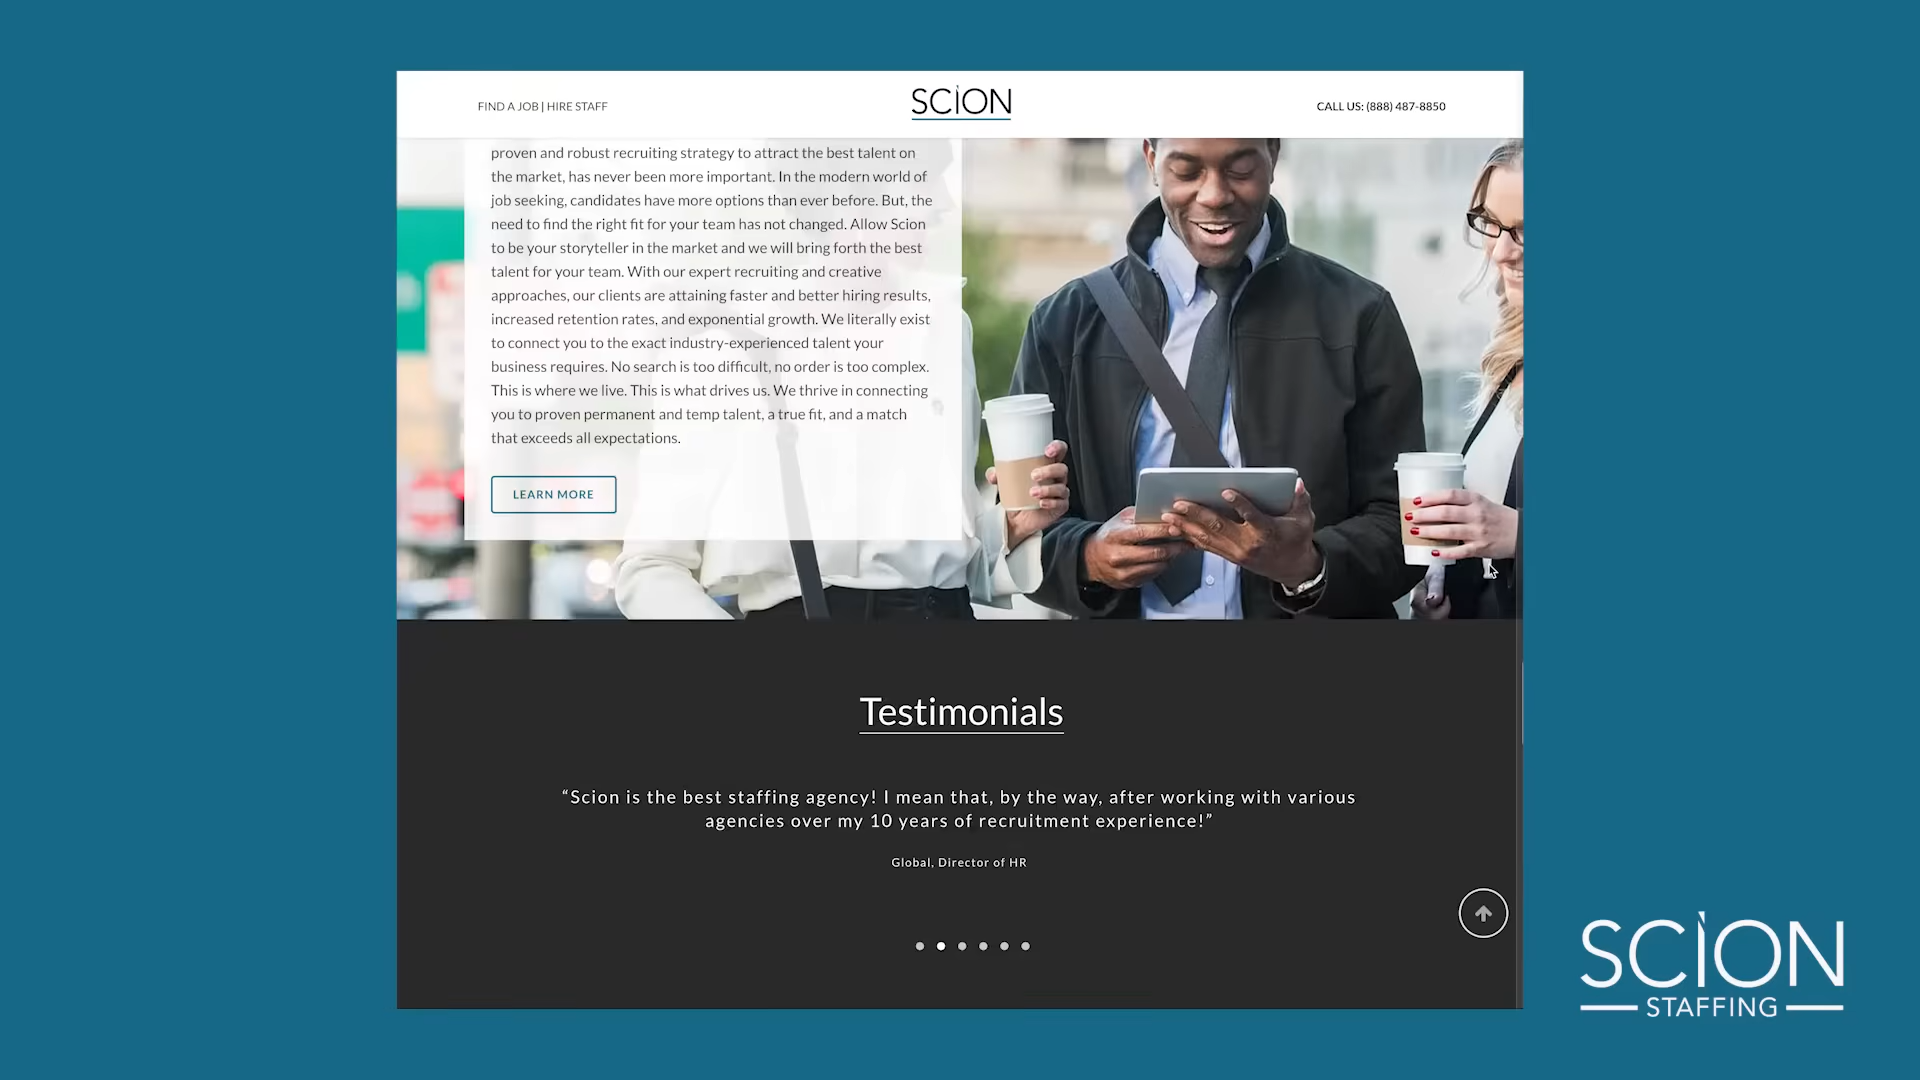 FIND A JOB | HIRE STAFF
SCION
CALL US: (888) 487-8850
proven and robust recruiting strategy to attract the best talent on
the market, has never been more important. In the modern world of
job seeking, candidates have more options than ever before. But, the
need to find the right fit for your team has not changed. Allow Scion
to be your storyteller in the market and we will bring forth the best
talent for your team. With our expert recruiting and creative
approaches, our clients are attaining faster and better hiring results,
increased retention rates, and exponential growth. We literally exist
to connect you to the exact industry-experienced talent your
business requires. No search is too difficult, no order is too complex.
This is where we live. This is what drives us. We thrive in connecting
you to proven permanent and temp talent, a true fit, and a match
that exceeds all expectations.
LEARN MORE
Testimonials
“Scion is the best staffing agency! I mean that, by the way, after working with various
agencies over my 10 years of recruitment experience!”
Global, Director of HR
SCION
STAFFING